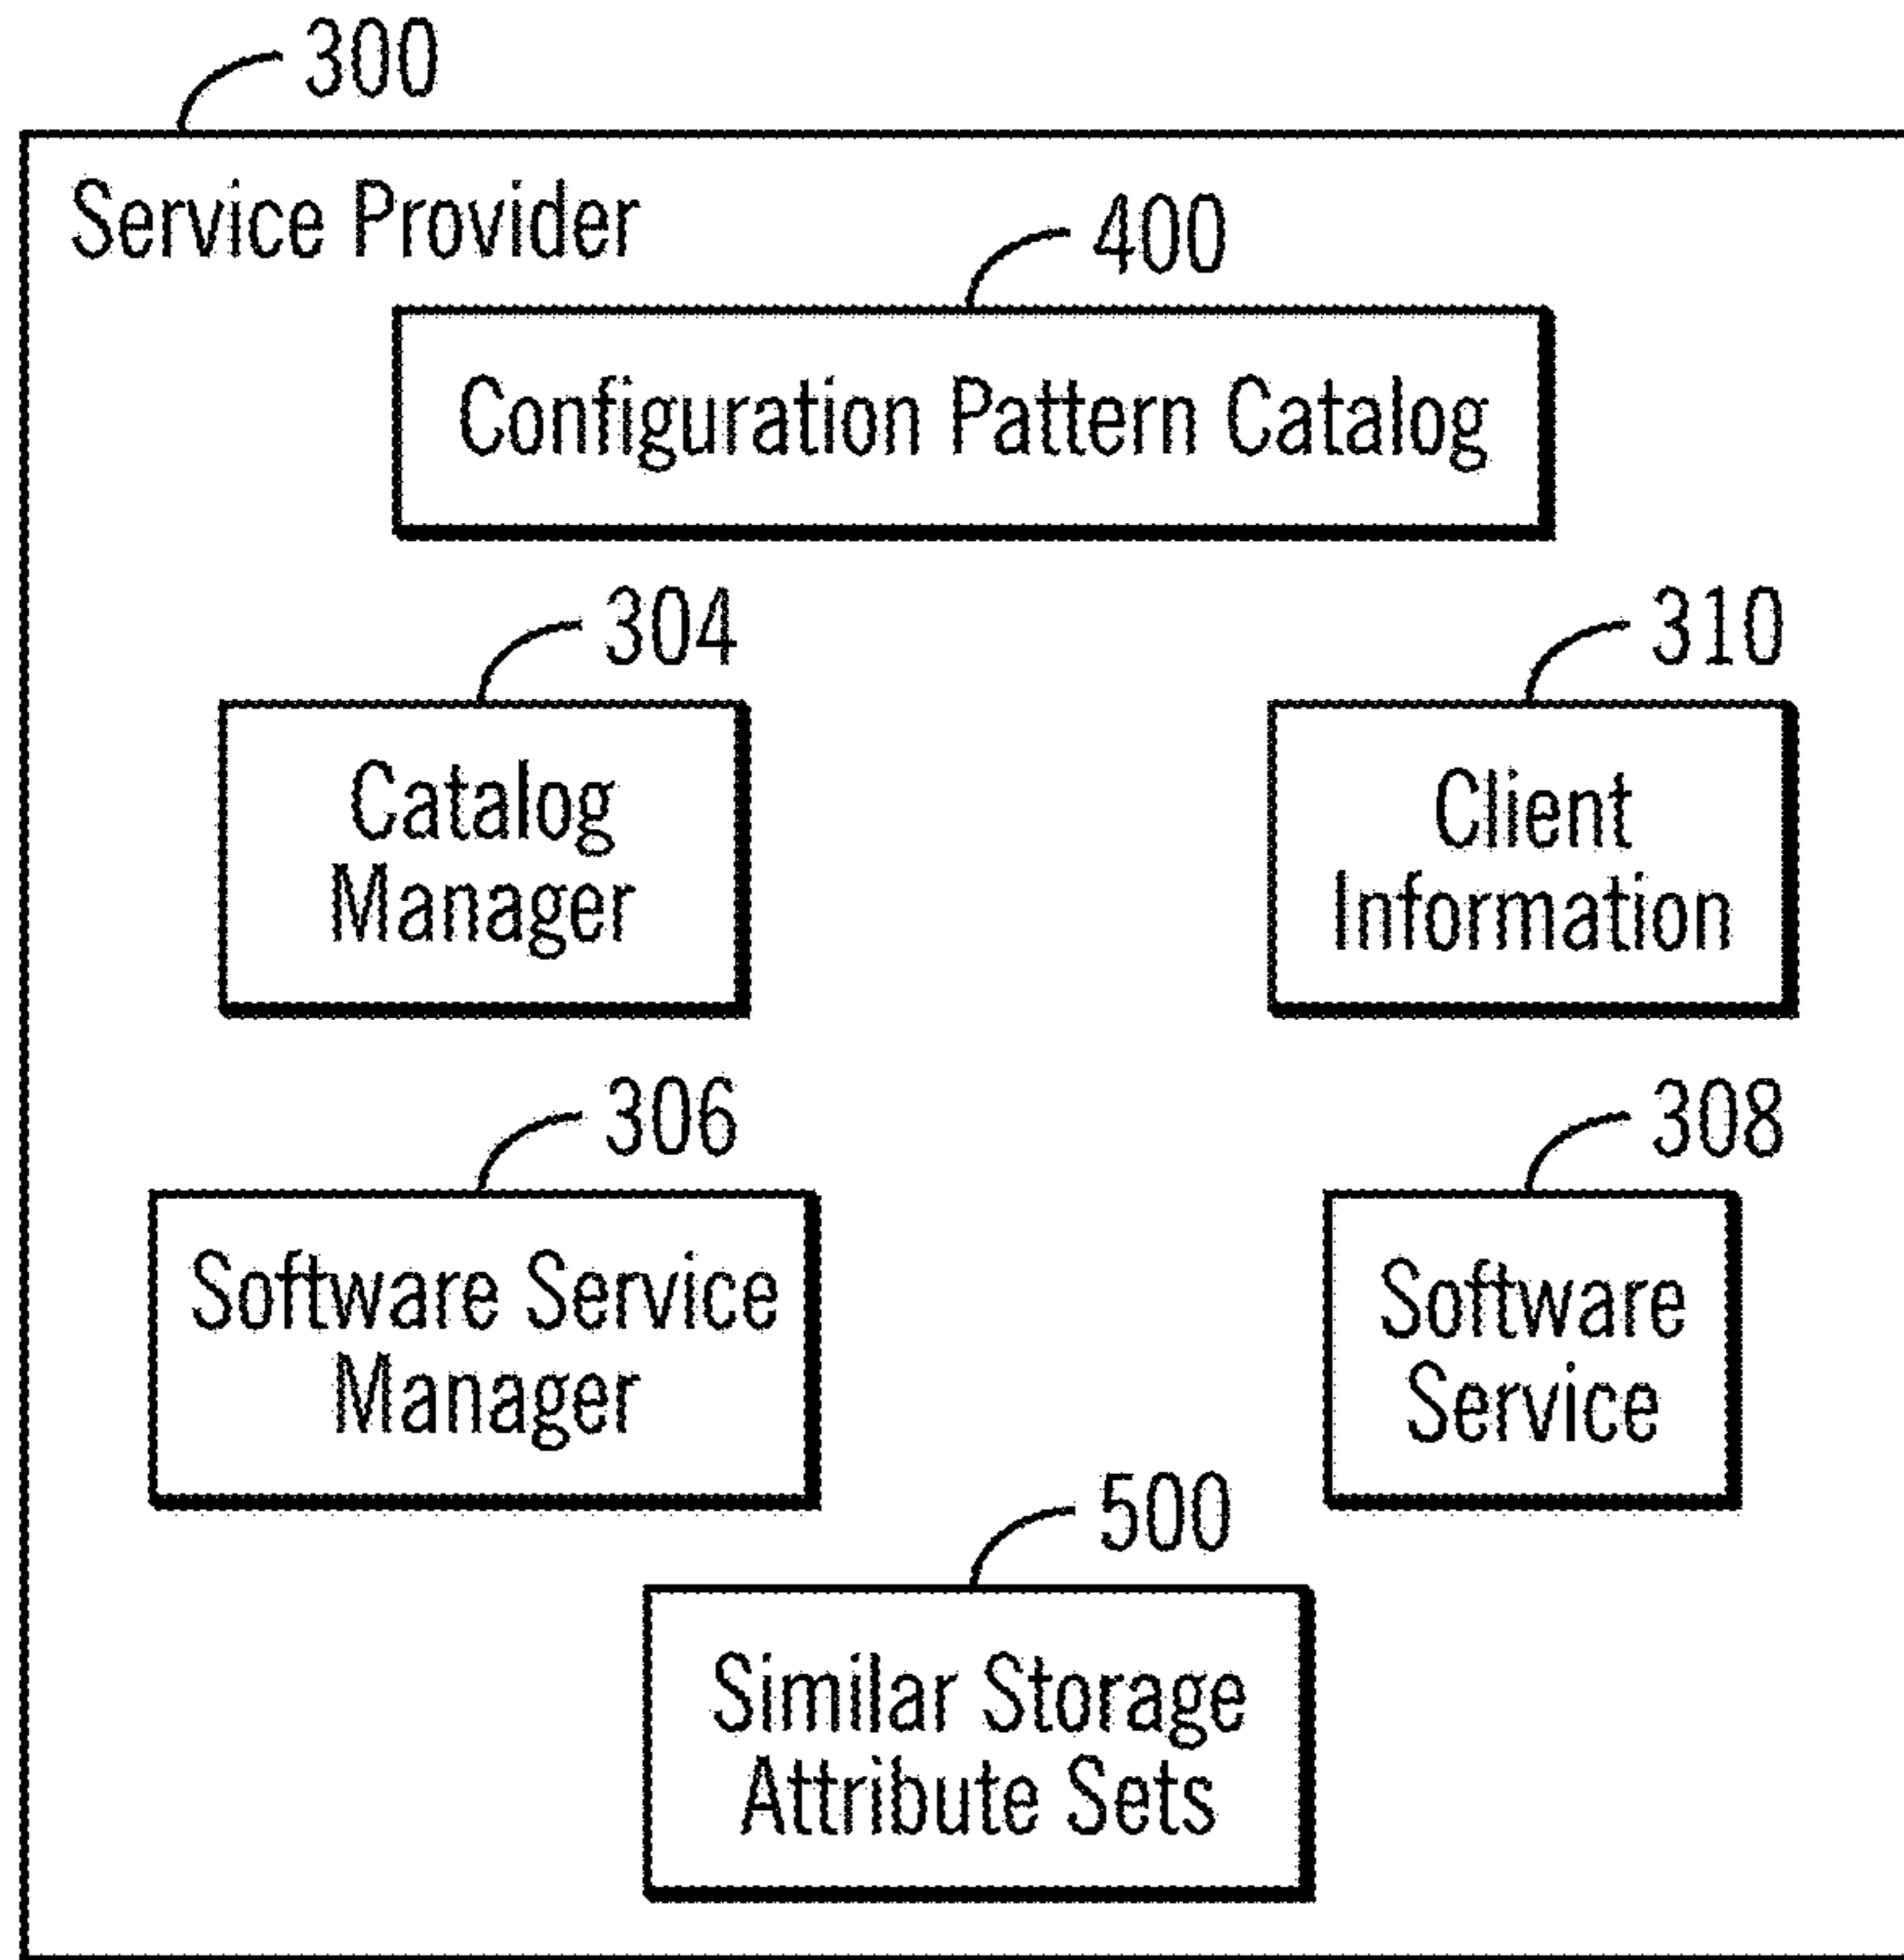 300
Service Provider
400
Configuration Pattern Catalog
304
Catalog
Manager
310
Client
Information
306
Software Service
Manager
308
Software
Service
500
Similar Storage
Attribute Sets